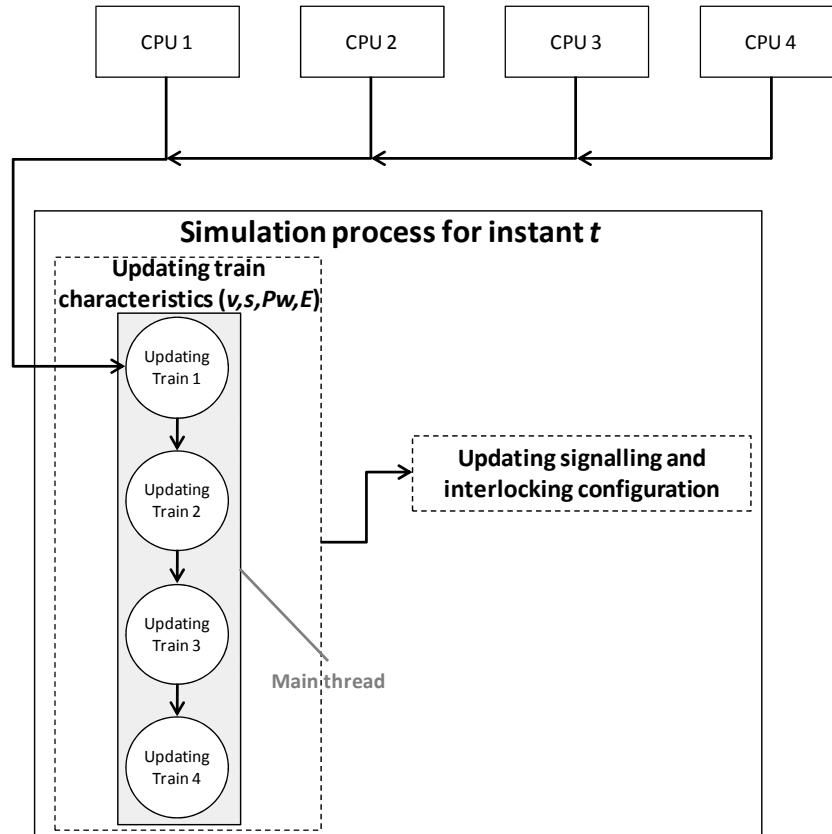 CPU 1
CPU 2
CPU 3
CPU 4
Simulation process for instant t
Updating train
characteristics (v,s,Pw,E)
Updating
Train 1
Updating
Train 2
Updating
Train 3
Updating
Train 4
Main thread
Updating signalling and
interlocking configuration